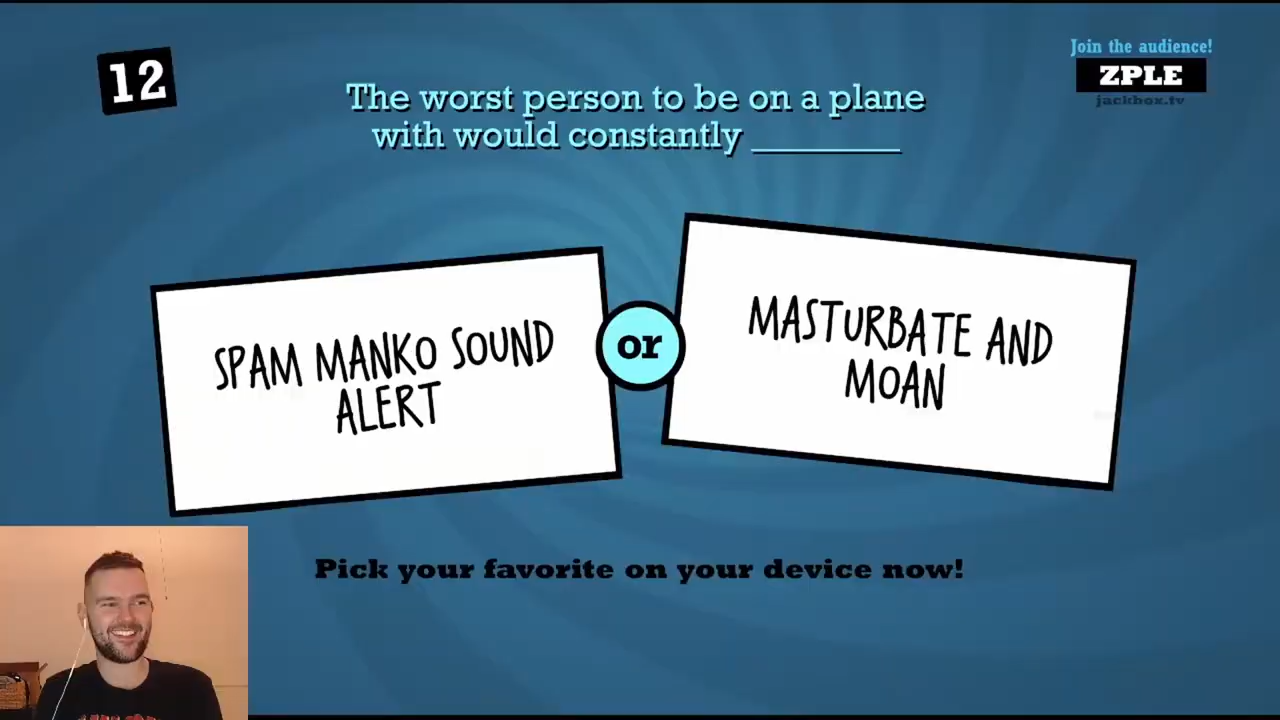 12
Join the audience!
ZPLE
jackbox.tv
The worst person to be on a plane
with would constantly ________
SPAM MANKO SOUND
ALERT
or
MASTURBATE AND
MOAN
Pick your favorite on your device now!